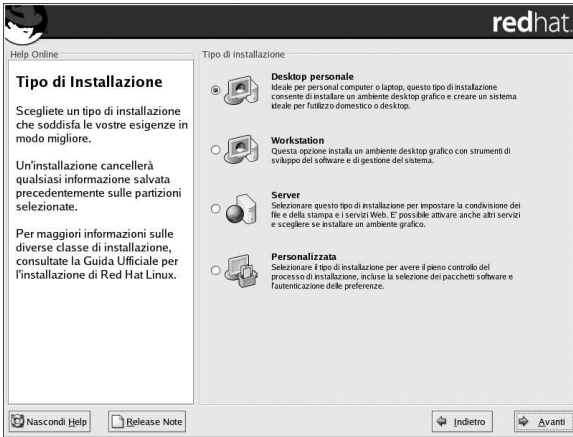 redhat.
Help Online
Tipo di Installazione
Scegliete un tipo di installazione
che soddisfa le vostre esigenze in
modo migliore.
Un'installazione cancellerà
qualsiasi informazione salvata
precedentemente sulle partizioni
selezionate.
Per maggiori informazioni sulle
diverse classe di installazione,
consultate la Guida Ufficiale per
l'installazione di Red Hat Linux.
Tipo di installazione
Desktop personale
Ideale per personal computer o laptop, questo tipo di installazione
consente di installare un ambiente desktop grafico e creare un sistema
ideale per l'utilizzo domestico o desktop.
Workstation
Questa opzione installa un ambiente desktop grafico con strumenti di
sviluppo del software e di gestione del sistema.
Server
Selezionare questo tipo di installazione per impostare la condivisione dei
file e della stampa e i servizi Web. E' possibile attivare anche altri servizi
e scegliere se installare un ambiente grafico.
Personalizzata
Selezionare il tipo di installazione per avere il pieno controllo del
processo di installazione, incluse la selezione dei pacchetti software e
l'autenticazione delle preferenze.
Nascondi Help
Release Note
Indietro
Avanti